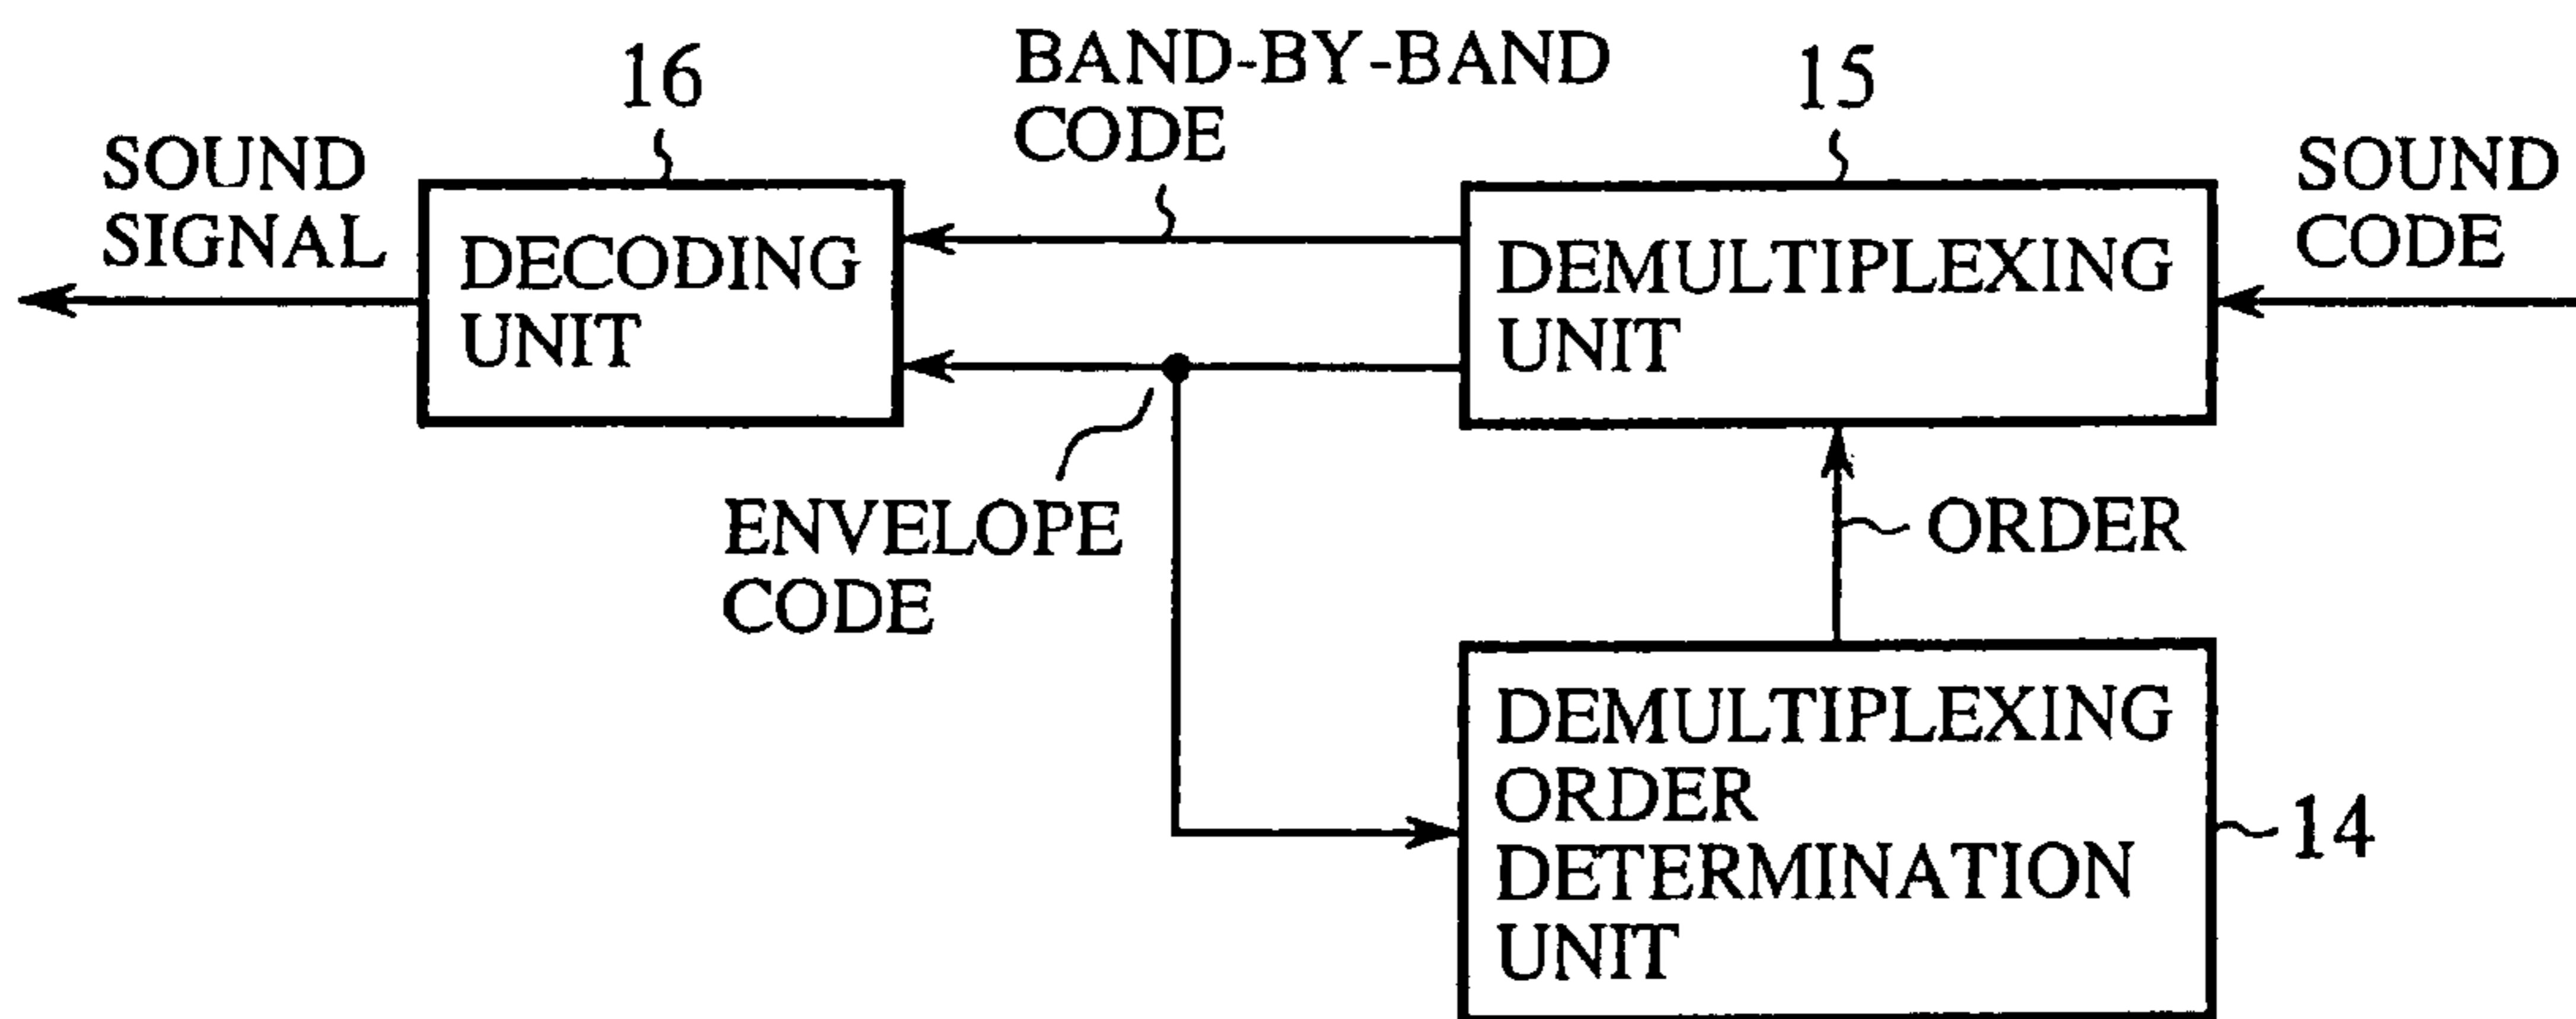 BAND-BY-BAND
CODE
16
15
SOUND
SIGNAL
SOUND
CODE
DECODING
UNIT
DEMULTIPLEXING
UNIT
ENVELOPE
CODE
ORDER
DEMULTIPLEXING
ORDER
DETERMINATION
UNIT
14